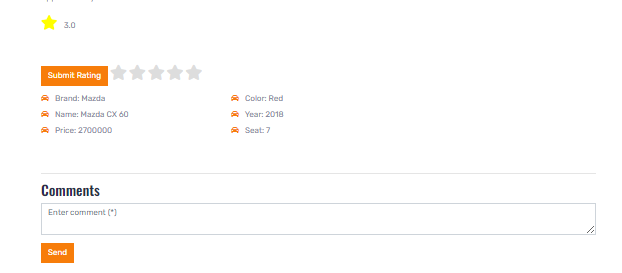 3.0
Submit Rating
Brand: Mazda
Color: Red
Name: Mazda CX 60
Year: 2018
Price: 2700000
Seat: 7
Comments
Enter comment (*)
Send